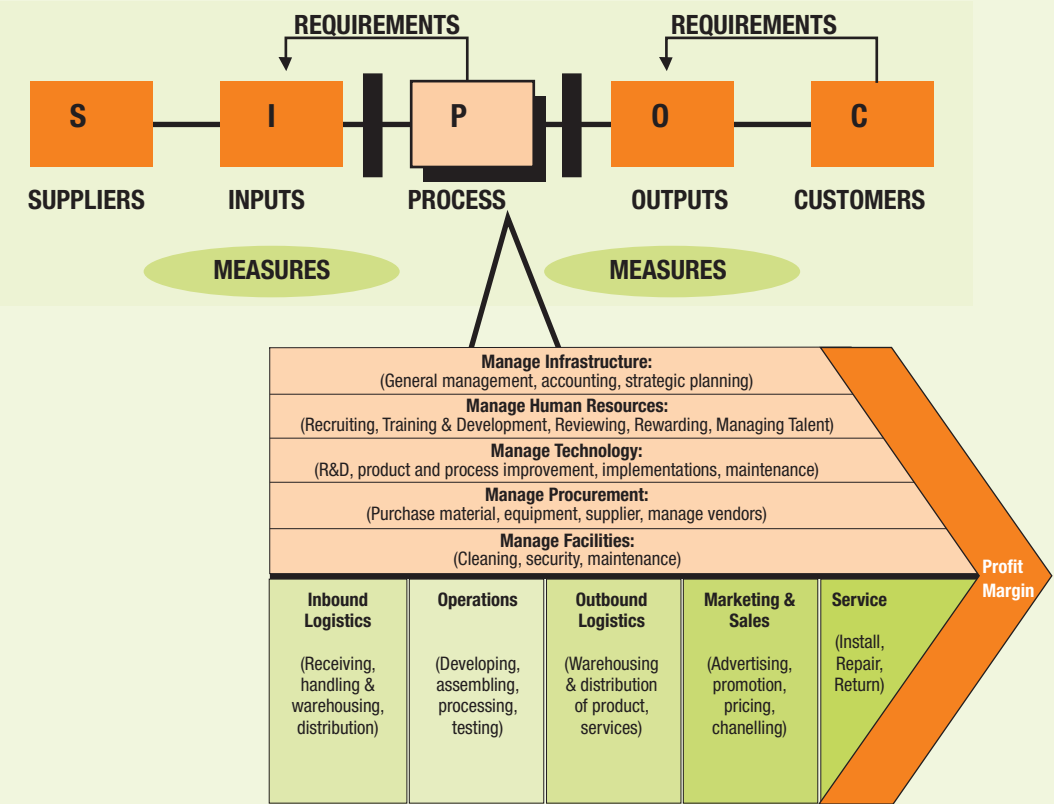 REQUIREMENTS
REQUIREMENTS
S
I
P
O
C
SUPPLIERS
INPUTS
PROCESS
OUTPUTS
CUSTOMERS
MEASURES
MEASURES
Manage Infrastructure:
(General management, accounting, strategic planning)
Manage Human Resources:
(Recruiting, Training & Development, Reviewing, Rewarding, Managing Talent)
Manage Technology:
(R&D, product and process improvement, implementations, maintenance)
Manage Procurement:
(Purchase material, equipment, supplier, manage vendors)
Manage Facilities:
(Cleaning, security, maintenance)
Profit
Margin
Inbound
Logistics
(Receiving,
handling &
warehousing,
distribution)
Operations
(Developing,
assembling,
processing,
testing)
Outbound
Logistics
(Warehousing
& distribution
of product,
services)
Marketing &
Sales
(Advertising,
promotion,
pricing,
chanelling)
Service
(Install,
Repair,
Return)